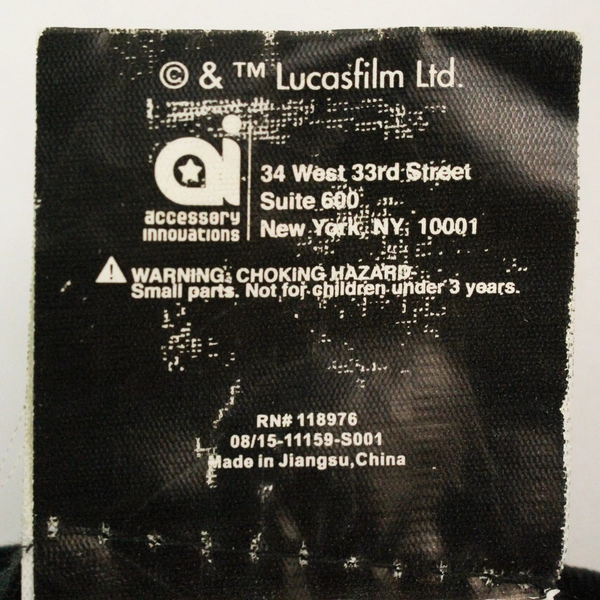 © & ™ Lucasfilm Ltd.
ai
accessory
innovations
34 West 33rd Street
Suite 600
New York, NY, 10001
WARNING: CHOKING HAZARD-
Small parts. Not for children under 3 years.
RN# 118976
08/15-11159-S001
Made in Jiangsu,China